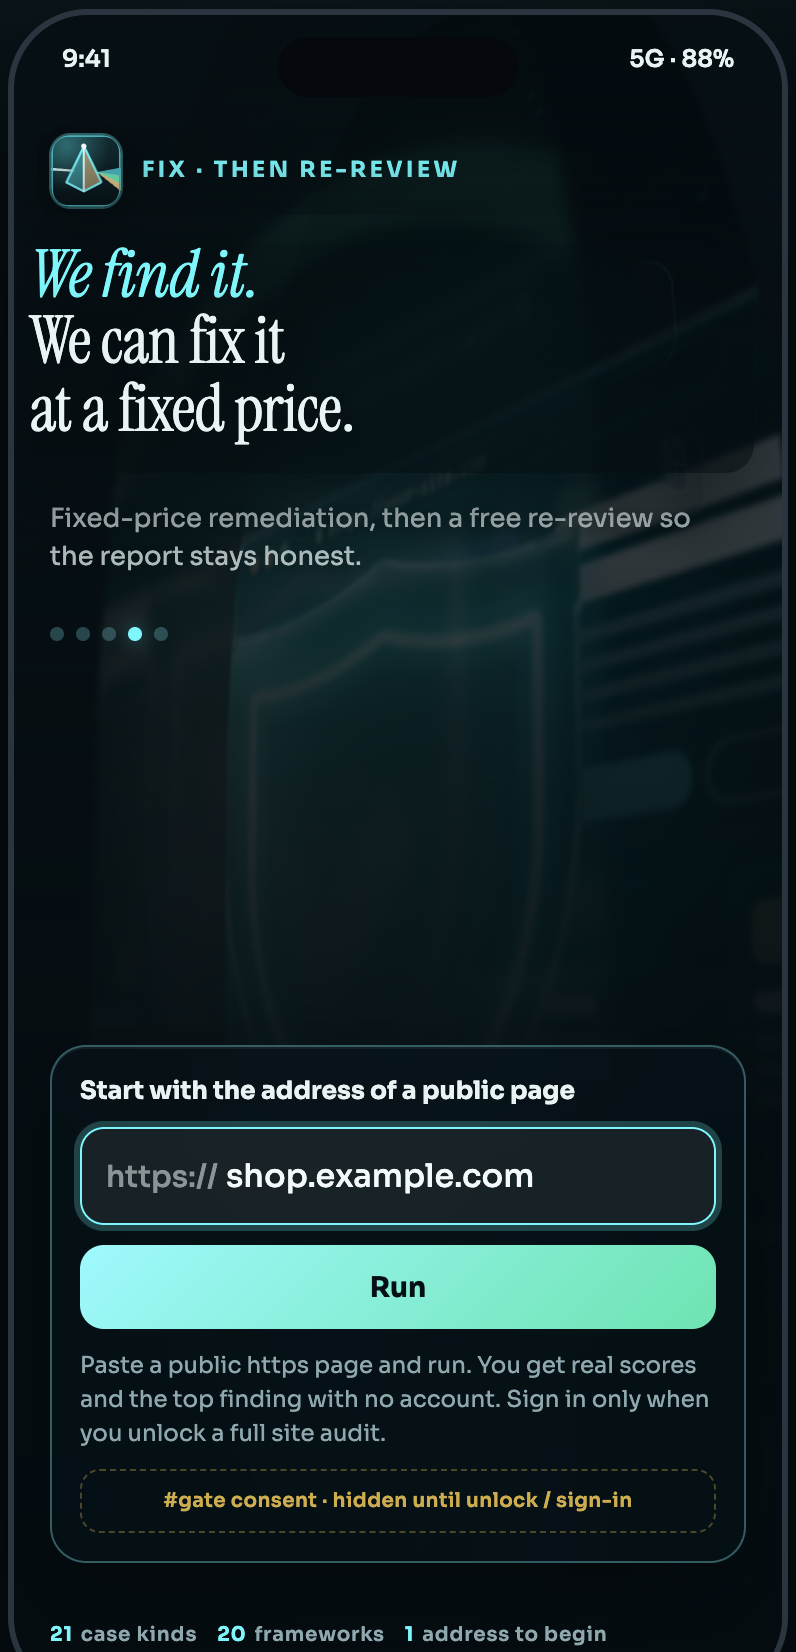 9:41
5G · 88%
FIX · THEN RE-REVIEW
We find it.
We can fix it
at a fixed price.
Fixed-price remediation, then a free re-review so
the report stays honest.
Start with the address of a public page
https:// shop.example.com
Run
Paste a public https page and run. You get real scores
and the top finding with no account. Sign in only when
you unlock a full site audit.
#gate consent · hidden until unlock / sign-in
21 case kinds 20 frameworks 1 address to begin